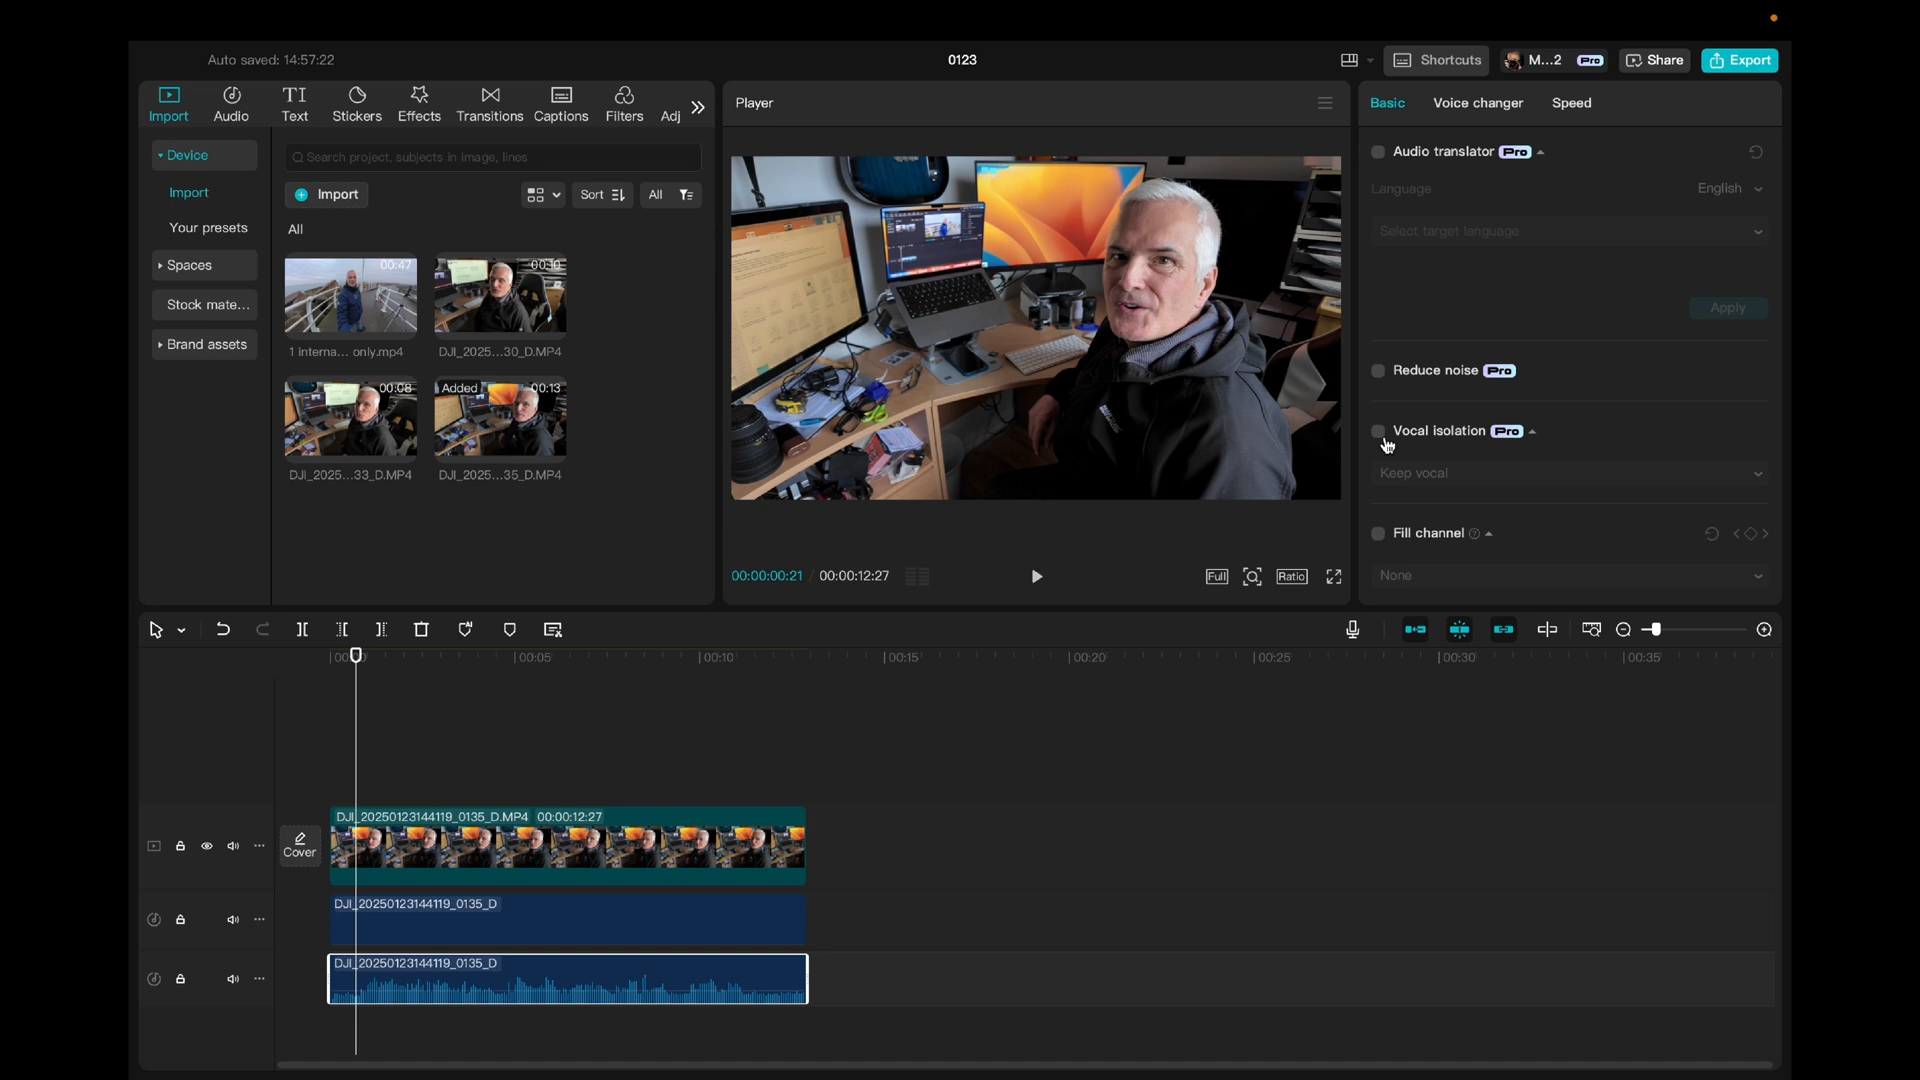 Auto saved: 14:57:22
0123
Shortcuts
M...2
Pro
Share
Export
Import
Audio
TI
Text
Stickers
Effects
Transitions
Captions
Filters
Adj
Device
Import
Your presets
Spaces
Stock mate...
Brand assets
Search project, subjects in image, lines
Import
Sort
All
All
00:47
1 interna... only.mp4
00:10
DJI_2025...30_D.MP4
00:08
DJI_2025...33_D.MP4
Added
00:13
DJI_2025...35_D.MP4
Player
00:00:00:21 / 00:00:12:27
Full
Ratio
Basic
Voice changer
Speed
Audio translator Pro
Language
English
Select target language
Apply
Reduce noise Pro
Vocal isolation Pro
Keep vocal
Fill channel
None
00:05
00:10
00:15
00:20
00:25
00:30
00:35
Cover
DJI_20250123144119_0135_D.MP4 00:00:12:27
DJI_20250123144119_0135_D
DJI_20250123144119_0135_D